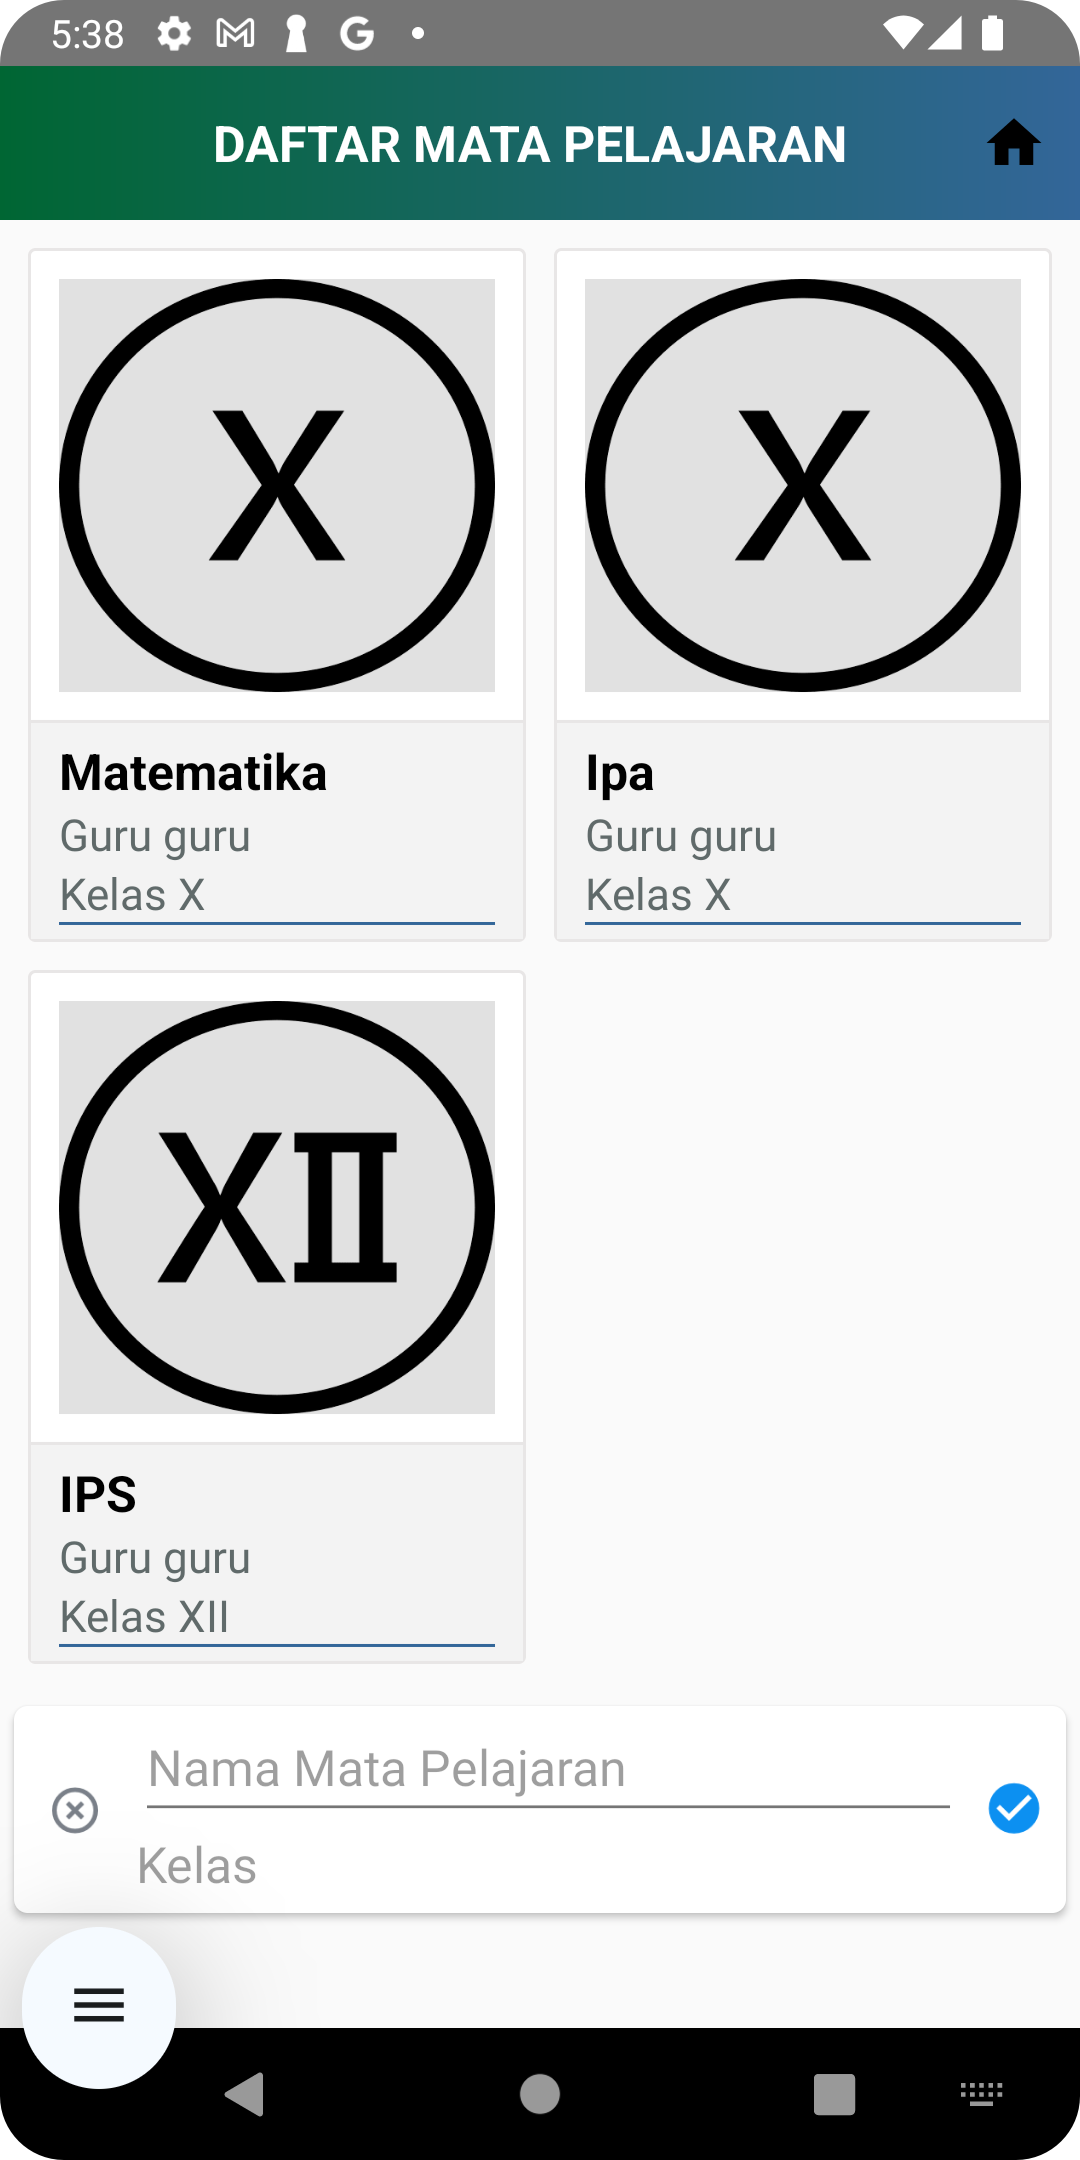 5:38
DAFTAR MATA PELAJARAN
X
X
Matematika
Guru guru
Kelas X
Ipa
Guru guru
Kelas X
XII
IPS
Guru guru
Kelas XII
Nama Mata Pelajaran
Kelas